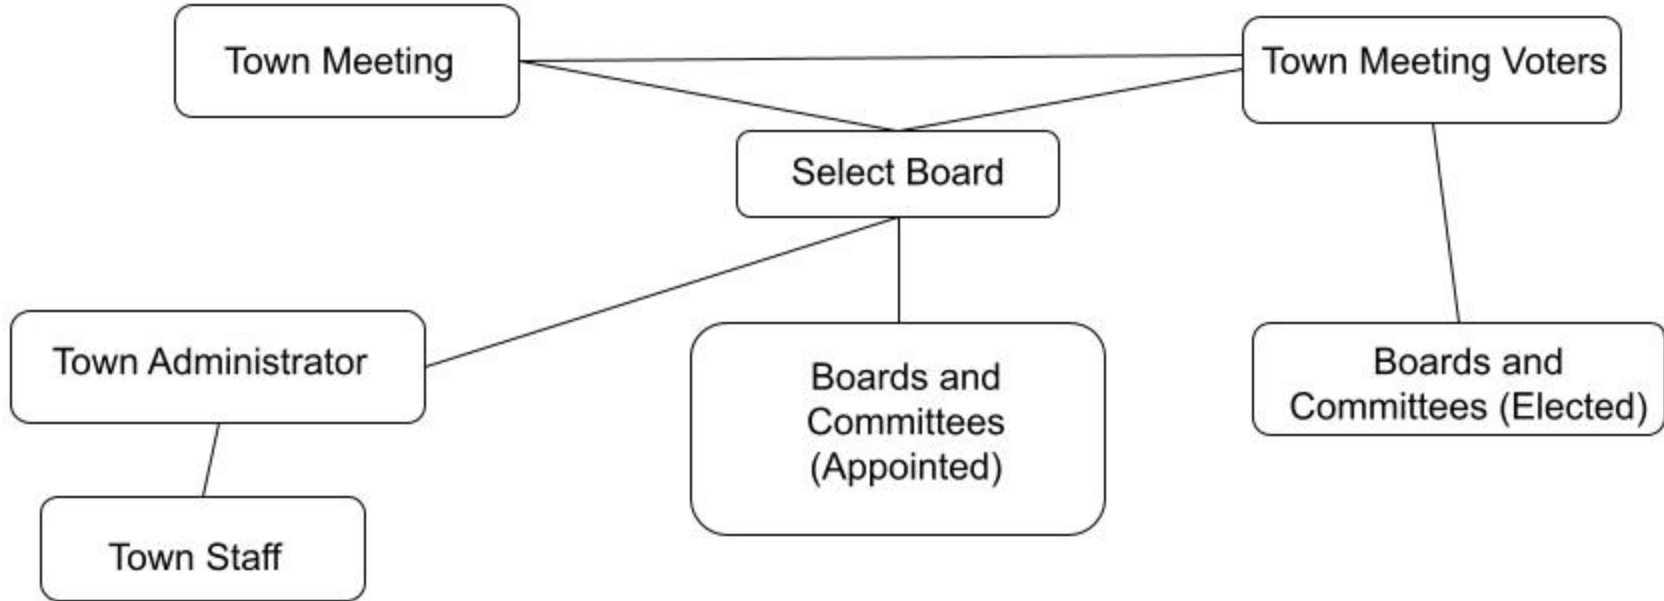 Town Meeting
Town Meeting Voters
Select Board
Town Administrator
Boards and
Committees
(Appointed)
Boards and
Committees (Elected)
Town Staff